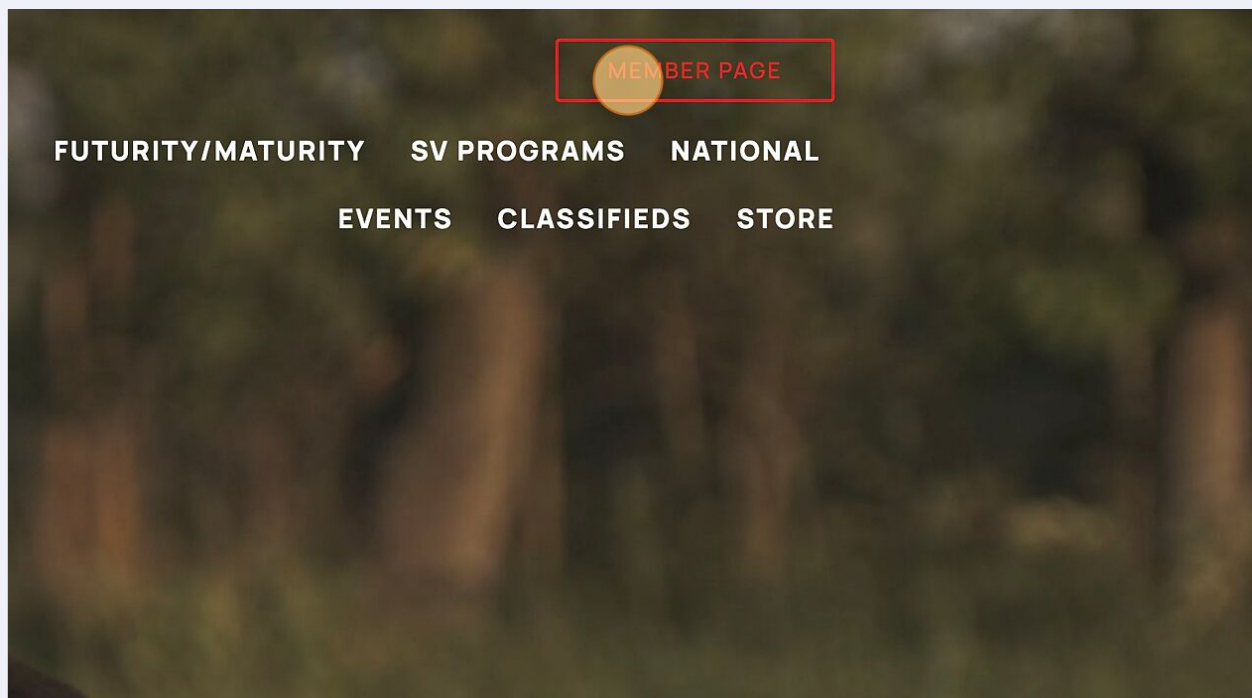 MEMBER PAGE
FUTURITY/MATURITY SV PROGRAMS NATIONAL
EVENTS CLASSIFIEDS STORE